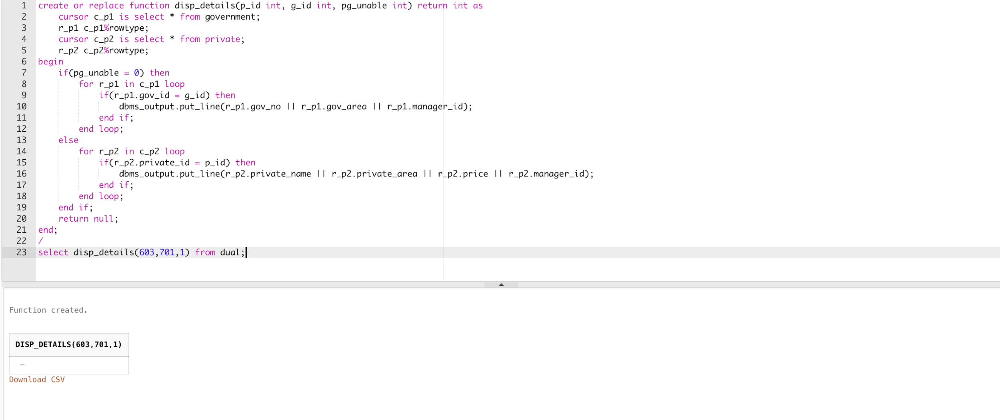 1 create or replace function disp_details(p_id int, g_id int, pg_unable int) return int as
2     cursor c_p1 is select * from government;
3     r_p1 c_p1%rowtype;
4     cursor c_p2 is select * from private;
5     r_p2 c_p2%rowtype;
6 begin
7     if(pg_unable = 0) then
8         for r_p1 in c_p1 loop
9             if(r_p1.gov_id = g_id) then
10                 dbms_output.put_line(r_p1.gov_no || r_p1.gov_area || r_p1.manager_id);
11             end if;
12         end loop;
13     else
14         for r_p2 in c_p2 loop
15             if(r_p2.private_id = p_id) then
16                 dbms_output.put_line(r_p2.private_name || r_p2.private_area || r_p2.price || r_p2.manager_id);
17             end if;
18         end loop;
19     end if;
20     return null;
21 end;
22 /
23 select disp_details(603,701,1) from dual;
Function created.
DISP_DETAILS(603,701,1)
–
Download CSV